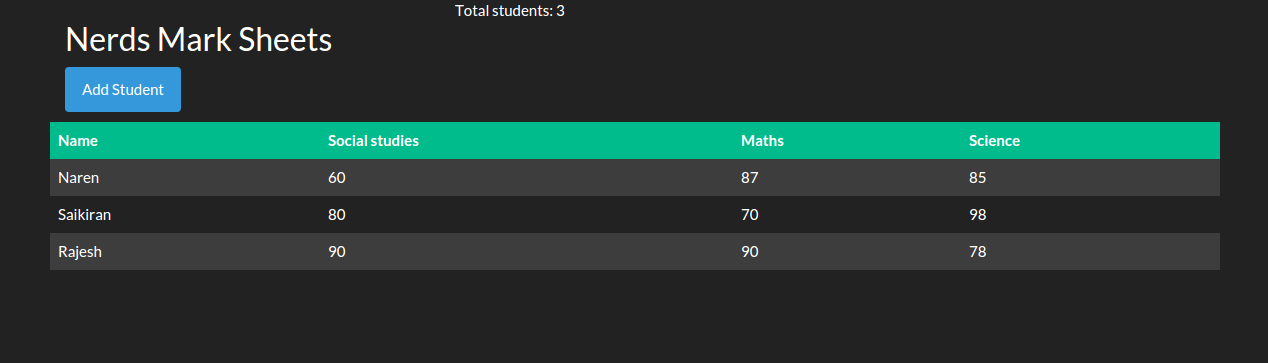 Total students: 3
Nerds Mark Sheets
Add Student
Name Social studies Maths Science
Naren 60 87 85
Saikiran 80 70 98
Rajesh 90 90 78